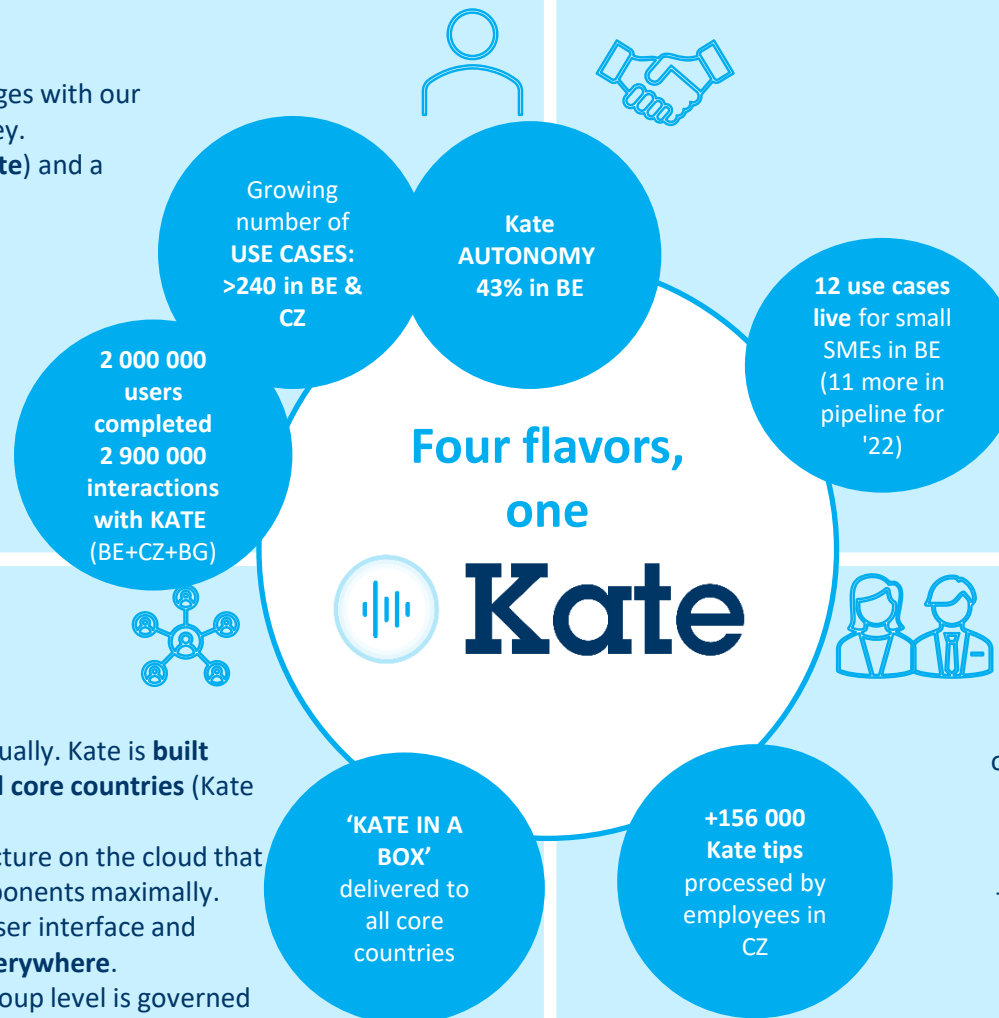 ges with our
ey.
te) and a
Growing
number of
USE CASES:
>240 in BE &
CZ
Kate
AUTONOMY
43% in BE
12 use cases
live for small
SMEs in BE
(11 more in
pipeline for
'22)
2 000 000
users
completed
2 900 000
interactions
with KATE
(BE+CZ+BG)
Four flavors,
one
Kate
ually. Kate is built
l core countries (Kate
cture on the cloud that
ponents maximally.
ser interface and
erywhere.
oup level is governed
'KATE IN A
BOX'
delivered to
all core
countries
+156 000
Kate tips
processed by
employees in
CZ